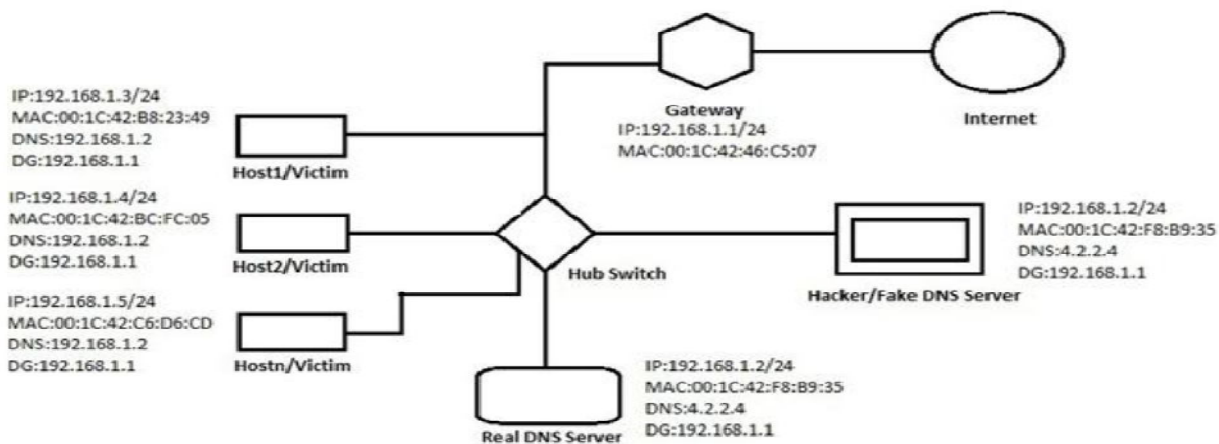 IP:192.168.1.3/24
MAC:00:1C:42:B8:23:49
DNS:192.168.1.2
DG:192.168.1.1
Host1/Victim
Gateway
IP:192.168.1.1/24
MAC:00:1C:42:46:C5:07
Internet
IP:192.168.1.4/24
MAC:00:1C:42:BC:FC:05
DNS:192.168.1.2
DG:192.168.1.1
Host2/Victim
Hub Switch
IP:192.168.1.2/24
MAC:00:1C:42:F8:B9:35
DNS:4.2.2.4
DG:192.168.1.1
Hacker/Fake DNS Server
IP:192.168.1.5/24
MAC:00:1C:42:C6:D6:CD
DNS:192.168.1.2
DG:192.168.1.1
Hostn/Victim
IP:192.168.1.2/24
MAC:00:1C:42:F8:B9:35
DNS:4.2.2.4
DG:192.168.1.1
Real DNS Server